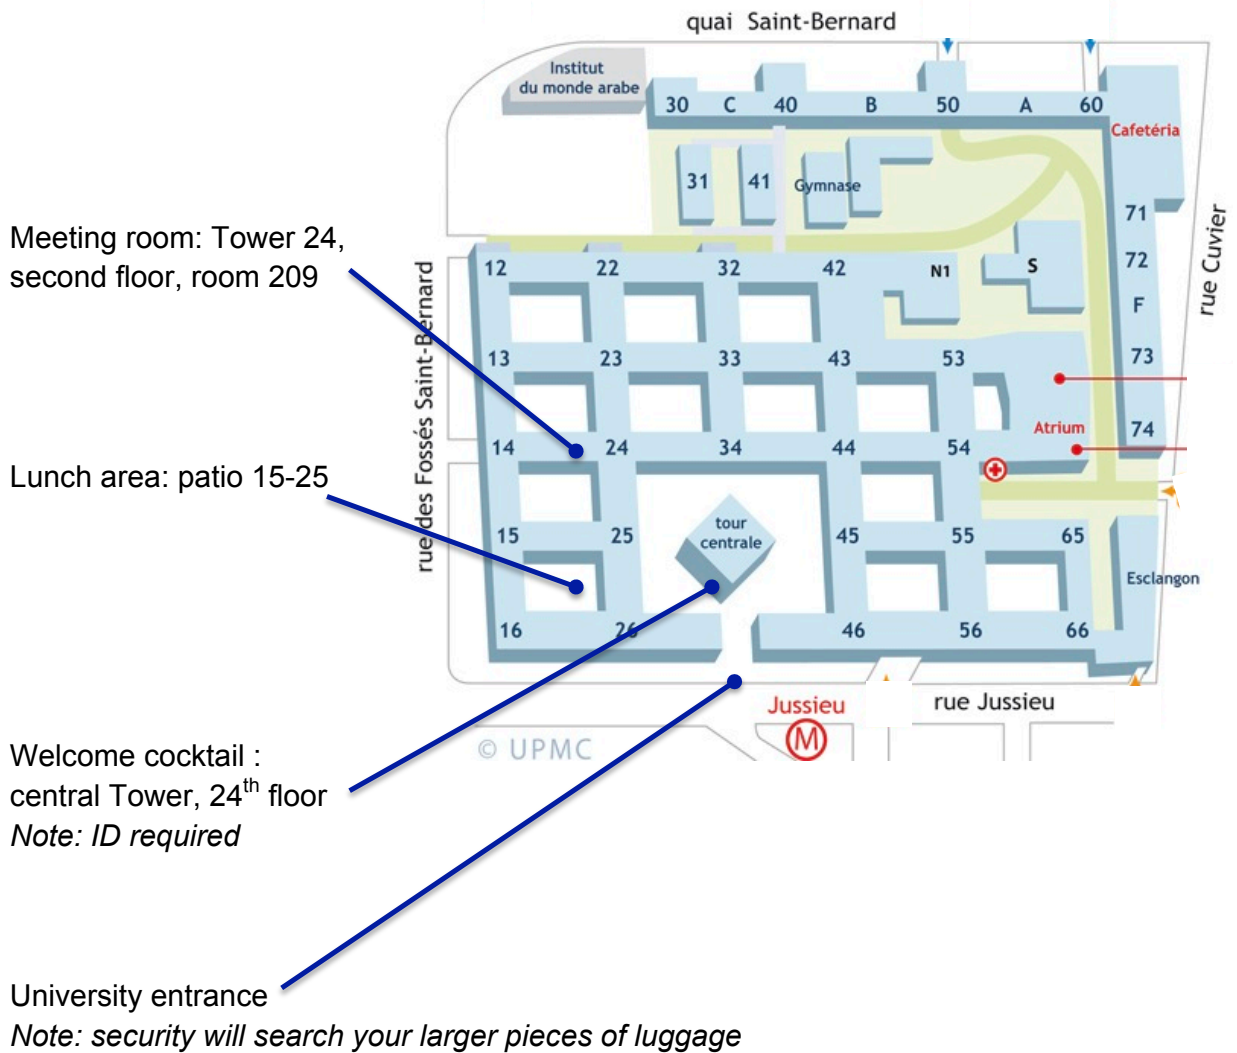 quai Saint-Bernard
Institut
du monde arabe
30 C 40 B 50 A 60
Cafetéria
31 41 Gymnase
71
Meeting room: Tower 24,
second floor, room 209
rue des Fossés Saint-Bernard
rue Cuvier
12 22 32 42 N1 S 72
F
13 23 33 43 53 73
Atrium 74
14 24 34 44 54
Lunch area: patio 15-25
tour
centrale
15 25 45 55 65
Esclangon
16 26 46 56 66
Jussieu
rue Jussieu
M
© UPMC
Welcome cocktail :
central Tower, 24th floor
Note: ID required
University entrance
Note: security will search your larger pieces of luggage